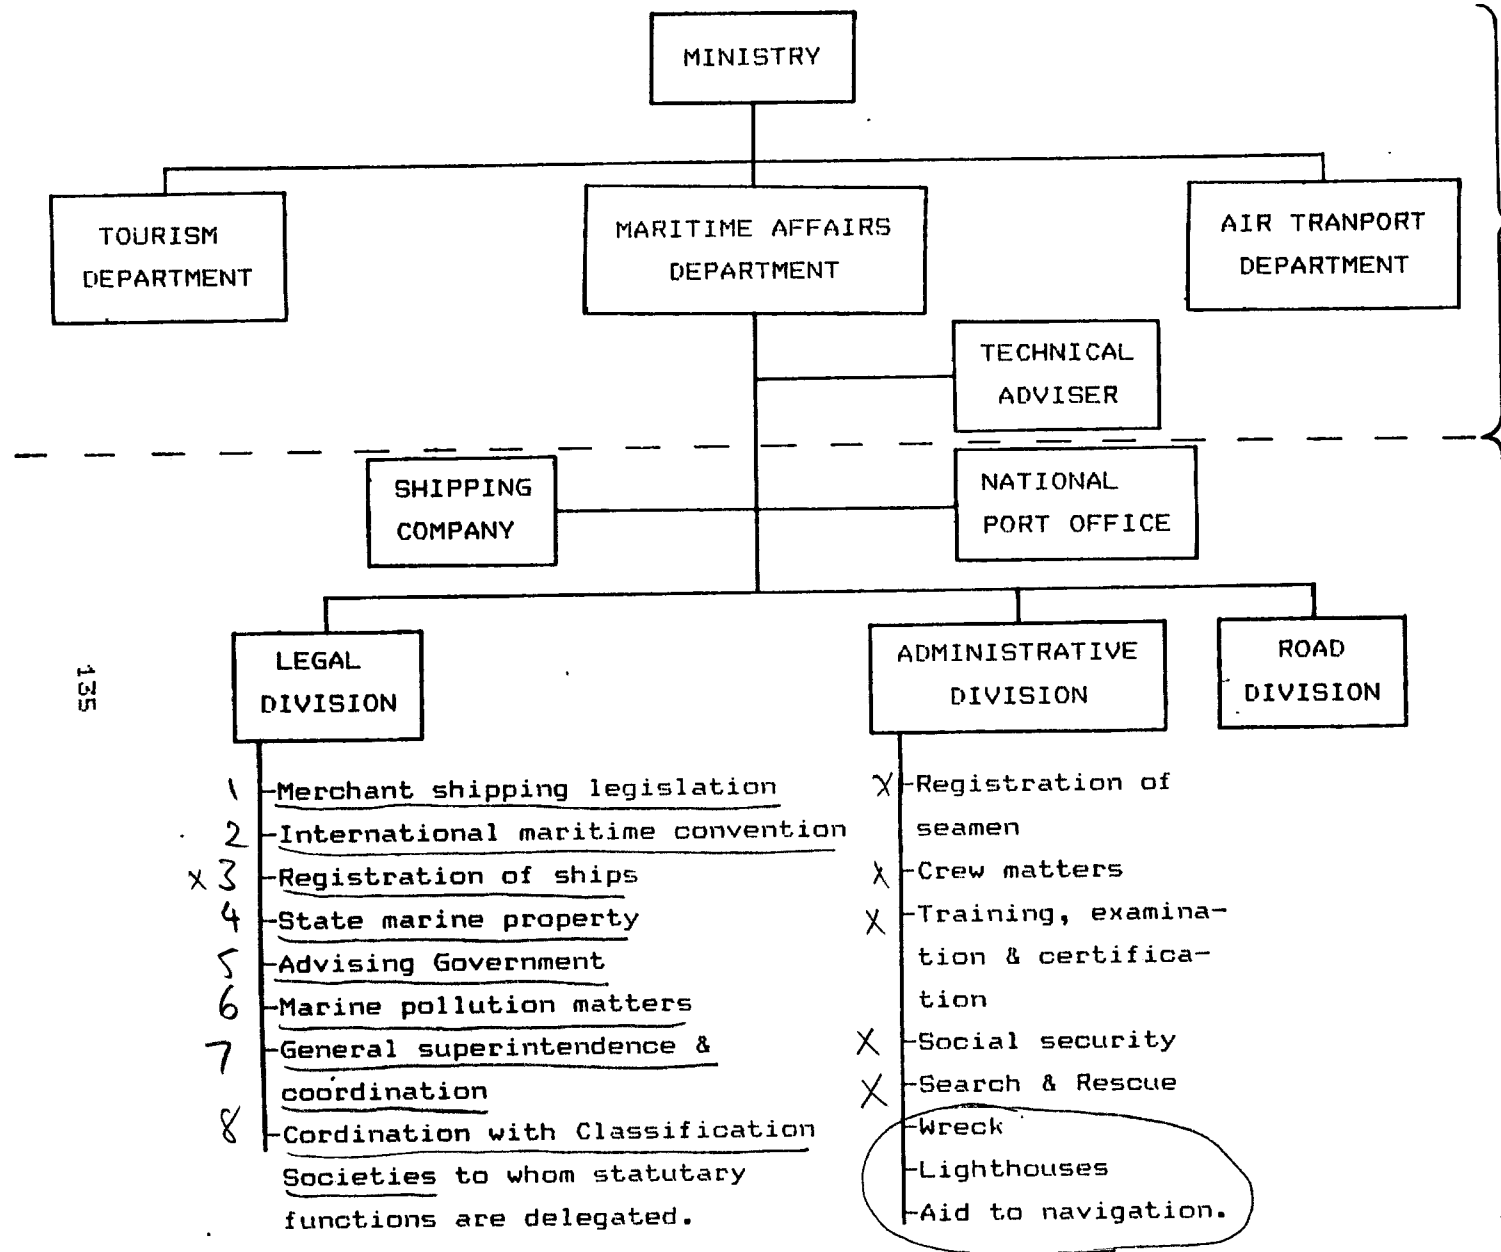 MINISTRY
TOURISM
DEPARTMENT
MARITIME AFFAIRS
DEPARTMENT
AIR TRANPORT
DEPARTMENT
TECHNICAL
ADVISER
SHIPPING
COMPANY
NATIONAL
PORT OFFICE
LEGAL
DIVISION
ADMINISTRATIVE
DIVISION
ROAD
DIVISION
135
1 -Merchant shipping legislation
2 -International maritime convention
x 3 -Registration of ships
4 -State marine property
5 -Advising Government
6 -Marine pollution matters
7 -General superintendence &
coordination
8 -Cordination with Classification
Societies to whom statutary
functions are delegated.
x -Registration of
seamen
x -Crew matters
x -Training, examina-
tion & certifica-
tion
x -Social security
x -Search & Rescue
-Wreck
-Lighthouses
-Aid to navigation.